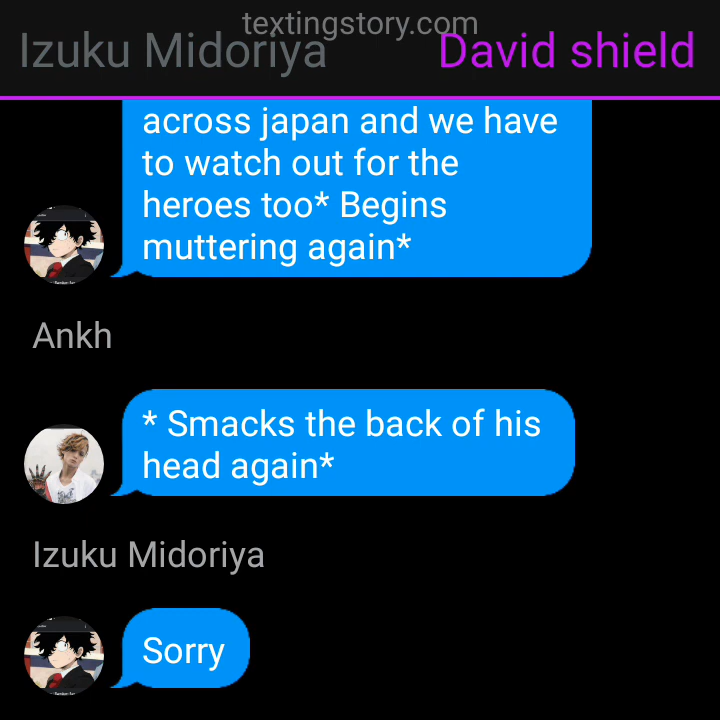 textingstory.com
Izuku Midoriya David shield
across japan and we have
to watch out for the
heroes too* Begins
muttering again*
Ankh
* Smacks the back of his
head again*
Izuku Midoriya
Sorry